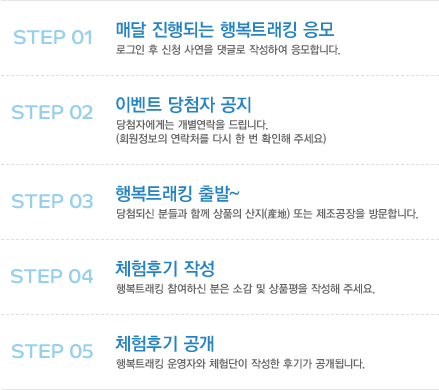 STEP 01
매달 진행되는 행복트래킹 응모
로그인 후 신청 사연을 댓글로 작성하여 응모합니다.
STEP 02
이벤트 당첨자 공지
당첨자에게는 개별연락을 드립니다.
(회원정보의 연락처를 다시 한 번 확인해 주세요)
STEP 03
행복트래킹 출발~
당첨되신 분들과 함께 상품의 산지(産地) 또는 제조공장을 방문합니다.
STEP 04
체험후기 작성
행복트래킹 참여하신 분은 소감 및 상품평을 작성해 주세요.
STEP 05
체험후기 공개
행복트래킹 운영자와 체험단이 작성한 후기가 공개됩니다.